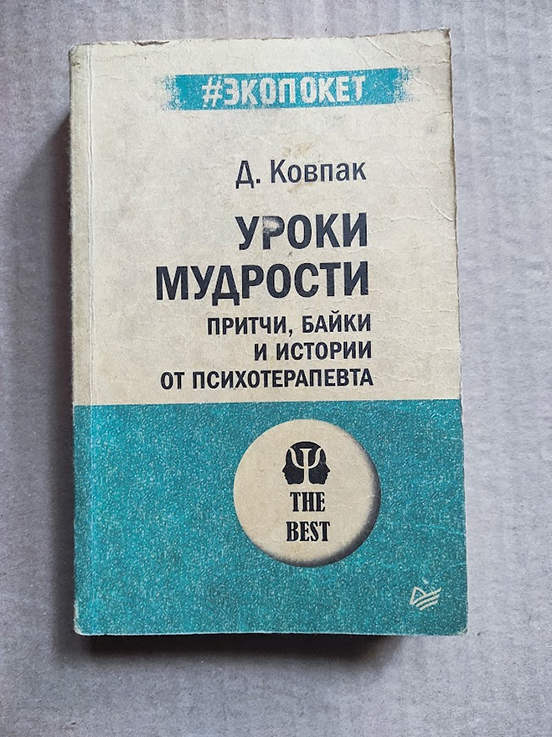 #ЭКОПОКЕТ
Д. Ковпак
УРОКИ
МУДРОСТИ
ПРИТЧИ, БАЙКИ
И ИСТОРИИ
ОТ ПСИХОТЕРАПЕВТА
Ψ
THE
BEST